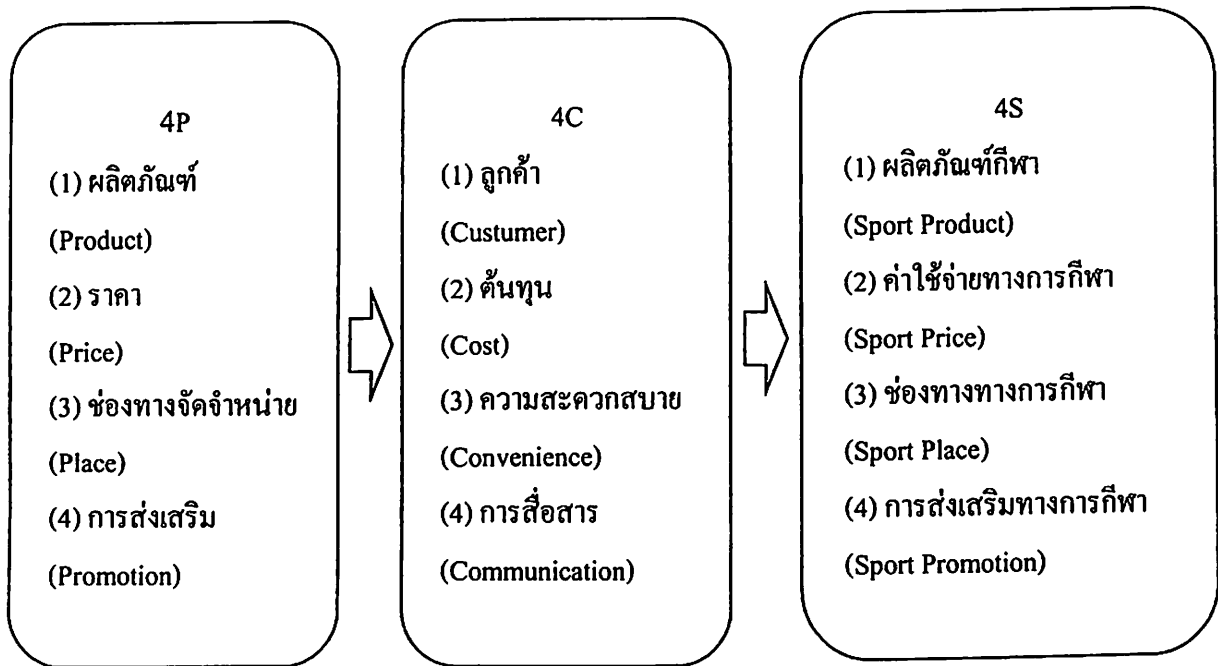 4P
(1) ผลิตภัณฑ์
(Product)
(2) ราคา
(Price)
(3) ช่องทางจัดจำหน่าย
(Place)
(4) การส่งเสริม
(Promotion)
4C
(1) ลูกค้า
(Custumer)
(2) ต้นทุน
(Cost)
(3) ความสะดวกสบาย
(Convenience)
(4) การสื่อสาร
(Communication)
4S
(1) ผลิตภัณฑ์กีฬา
(Sport Product)
(2) ค่าใช้จ่ายทางการกีฬา
(Sport Price)
(3) ช่องทางทางการกีฬา
(Sport Place)
(4) การส่งเสริมทางการกีฬา
(Sport Promotion)